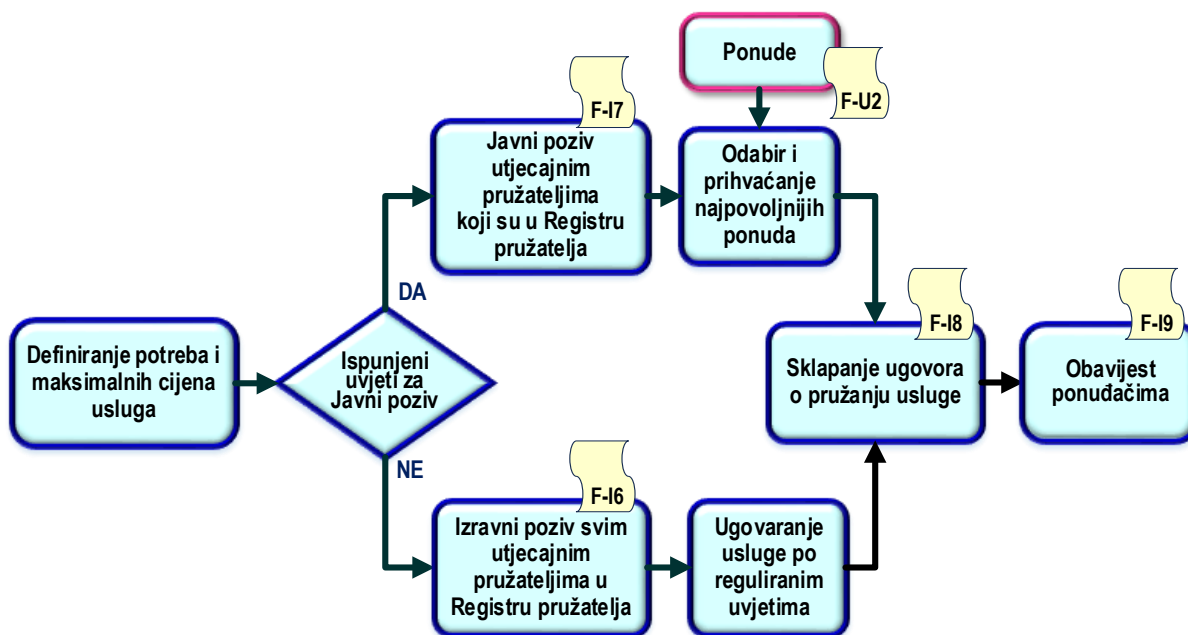 Ponude
F-U2
F-I7
Javni poziv
utjecajnim
pružateljima
koji su u Registru
pružatelja
Odabir i
prihvaćanje
najpovoljnijih
ponuda
DA
Definiranje potreba i
maksimalnih cijena
usluga
Ispunjeni
uvjeti za
Javni poziv
F-I8
Sklapanje ugovora
o pružanju usluge
F-I9
Obavijest
ponuđačima
NE
F-I6
Izravni poziv svim
utjecajnim
pružateljima u
Registru pružatelja
Ugovaranje
usluge po
reguliranim
uvjetima